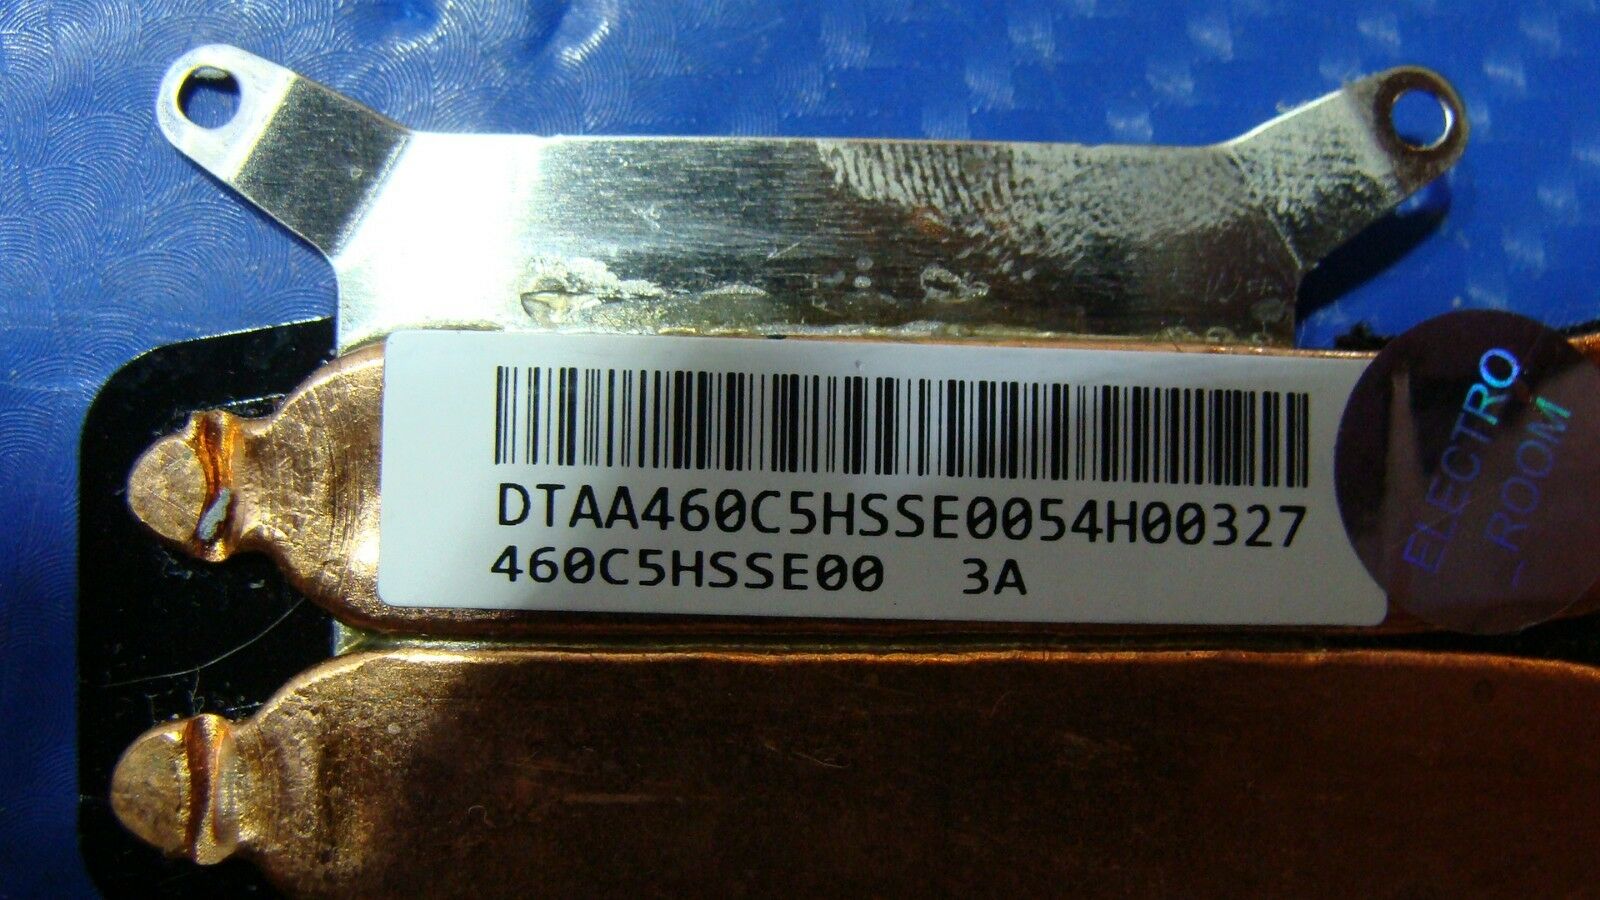 DTAA460C5HSSE0054H00327
460C5HSSE00 3A
ELECTRO
ROOM